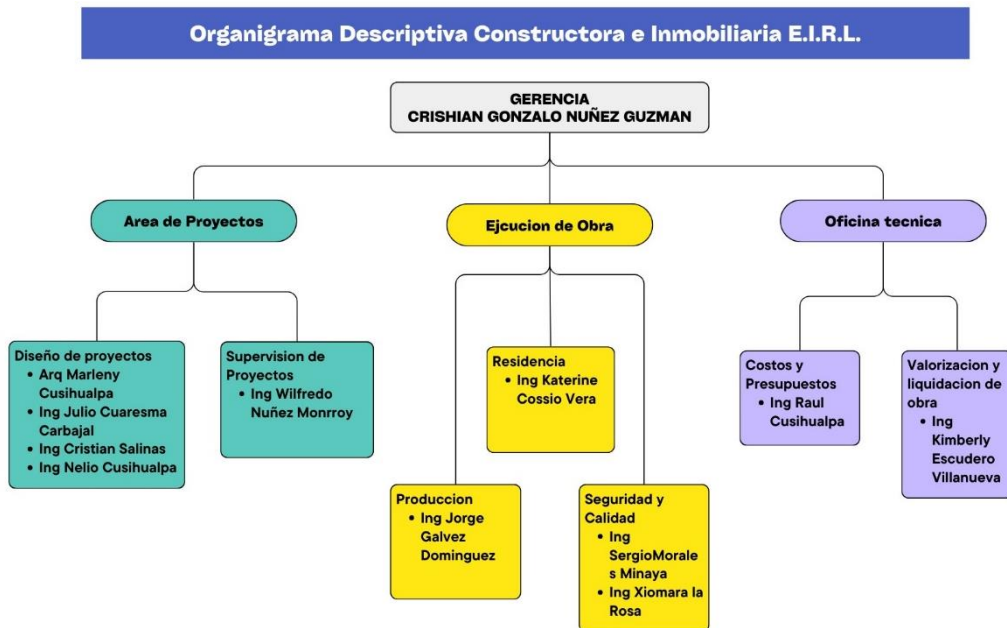 Organigrama Descriptiva Constructora e Inmobiliaria E.I.R.L.
GERENCIA
CRISHIAN GONZALO NUÑEZ GUZMAN
Area de Proyectos
Ejcucion de Obra
Oficina tecnica
Diseño de proyectos
• Arq Marleny
Cusihualpa
• Ing Julio Cuaresma
Carbajal
• Ing Cristian Salinas
• Ing Nelio Cusihualpa
Supervision de
Proyectos
• Ing Wilfredo
Nuñez Monrroy
Residencia
• Ing Katerine
Cossio Vera
Produccion
• Ing Jorge
Galvez
Dominguez
Seguridad y
Calidad
• Ing
SergioMorale
s Minaya
• Ing Xiomara la
Rosa
Costos y
Presupuestos
• Ing Raul
Cusihualpa
Valorizacion y
liquidacion de
obra
• Ing
Kimberly
Escudero
Villanueva